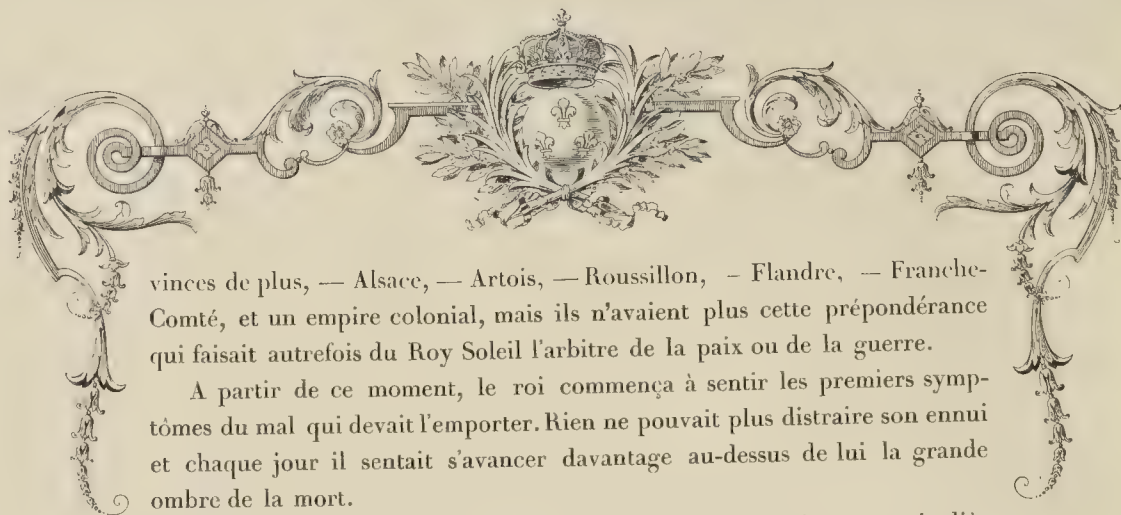 vinces de plus, — Alsace, — Artois, — Roussillon, – Flandre, — Franche-
Comté, et un empire colonial, mais ils n'avaient plus cette prépondérance
qui faisait autrefois du Roy Soleil l'arbitre de la paix ou de la guerre.
A partir de ce moment, le roi commença à sentir les premiers symp-
tômes du mal qui devait l'emporter. Rien ne pouvait plus distraire son ennui
et chaque jour il sentait s'avancer davantage au-dessus de lui la grande
ombre de la mort.